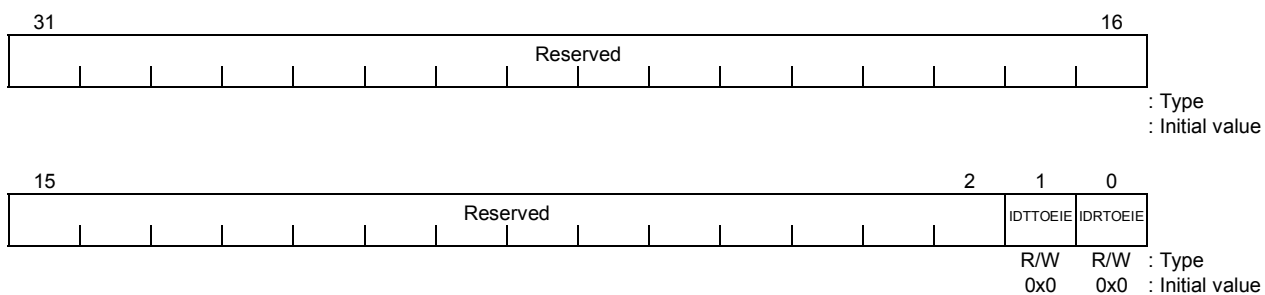 31 16
Reserved
: Type
: Initial value
15 2 1 0
Reserved IDTTOEIE IDRTOEIE
R/W R/W : Type
0x0 0x0 : Initial value